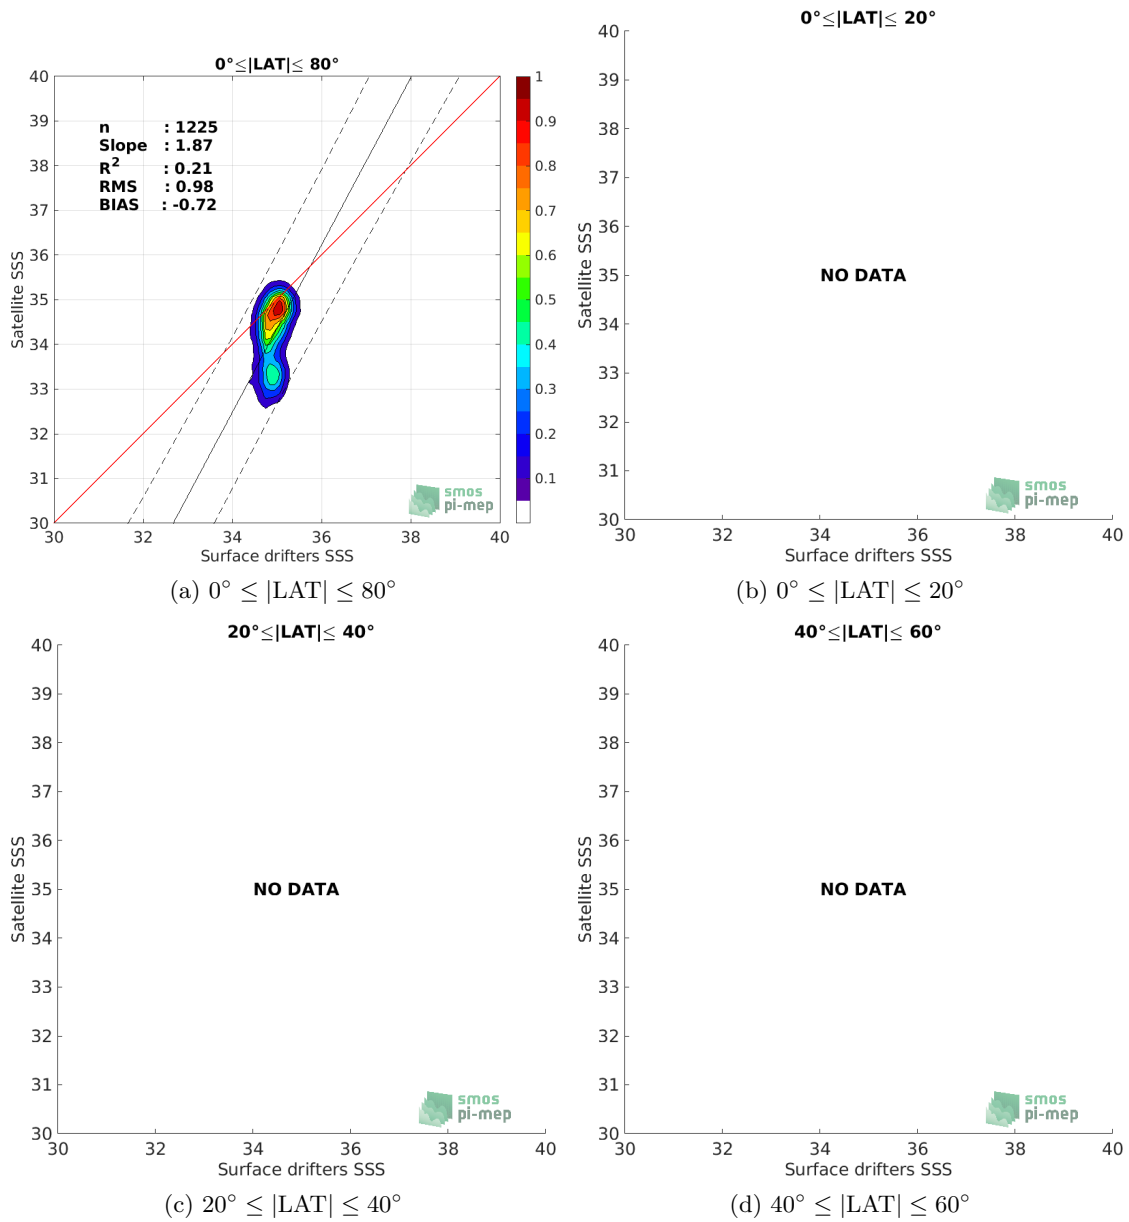 0°≤|LAT|≤ 80°
40
39
38
37
36
35
34
33
32
31
30
Satellite SSS
n : 1225
Slope : 1.87
R² : 0.21
RMS : 0.98
BIAS : -0.72
smos
pi-mep
30 32 34 36 38 40
Surface drifters SSS
1
0.9
0.8
0.7
0.6
0.5
0.4
0.3
0.2
0.1
(a) 0° ≤ |LAT| ≤ 80°
0°≤|LAT|≤ 20°
40
39
38
37
36
35
34
33
32
31
30
Satellite SSS
NO DATA
smos
pi-mep
30 32 34 36 38 40
Surface drifters SSS
(b) 0° ≤ |LAT| ≤ 20°
20°≤|LAT|≤ 40°
40
39
38
37
36
35
34
33
32
31
30
Satellite SSS
NO DATA
smos
pi-mep
30 32 34 36 38 40
Surface drifters SSS
(c) 20° ≤ |LAT| ≤ 40°
40°≤|LAT|≤ 60°
40
39
38
37
36
35
34
33
32
31
30
Satellite SSS
NO DATA
smos
pi-mep
30 32 34 36 38 40
Surface drifters SSS
(d) 40° ≤ |LAT| ≤ 60°